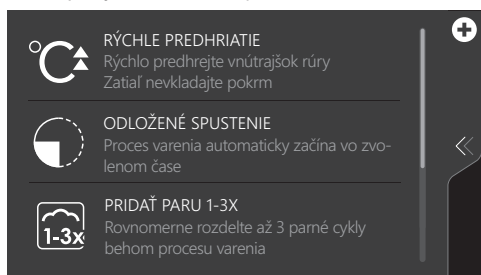 RÝCHLE PREDHRIATIE
Rýchlo predhrejte vnútrajšok rúry
Zatiaľ nevkladajte pokrm
ODLOŽENÉ SPUSTENIE
Proces varenia automaticky začína vo zvo-
lenom čase
PRIDAŤ PARU 1-3X
Rovnomerne rozdelte až 3 parné cykly
behom procesu varenia
1-3x